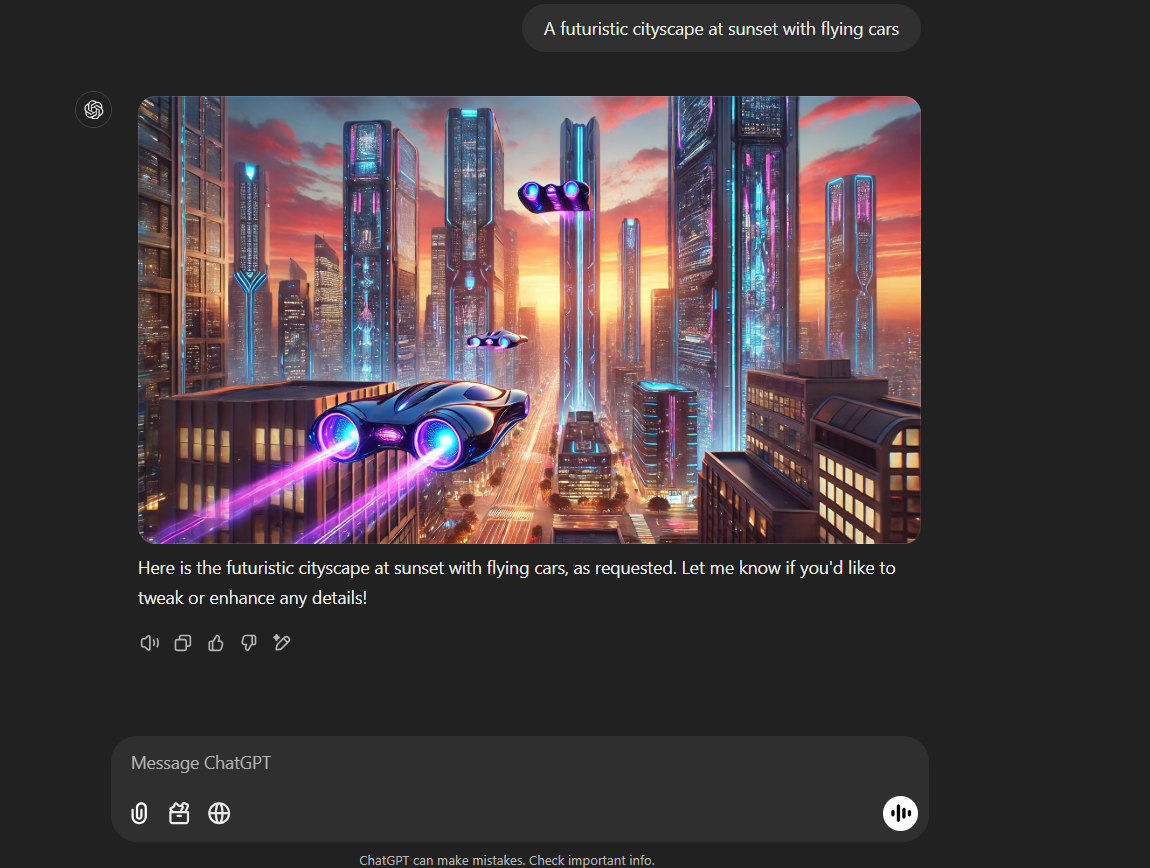 A futuristic cityscape at sunset with flying cars
Here is the futuristic cityscape at sunset with flying cars, as requested. Let me know if you'd like to
tweak or enhance any details!
Message ChatGPT
ChatGPT can make mistakes. Check important info.